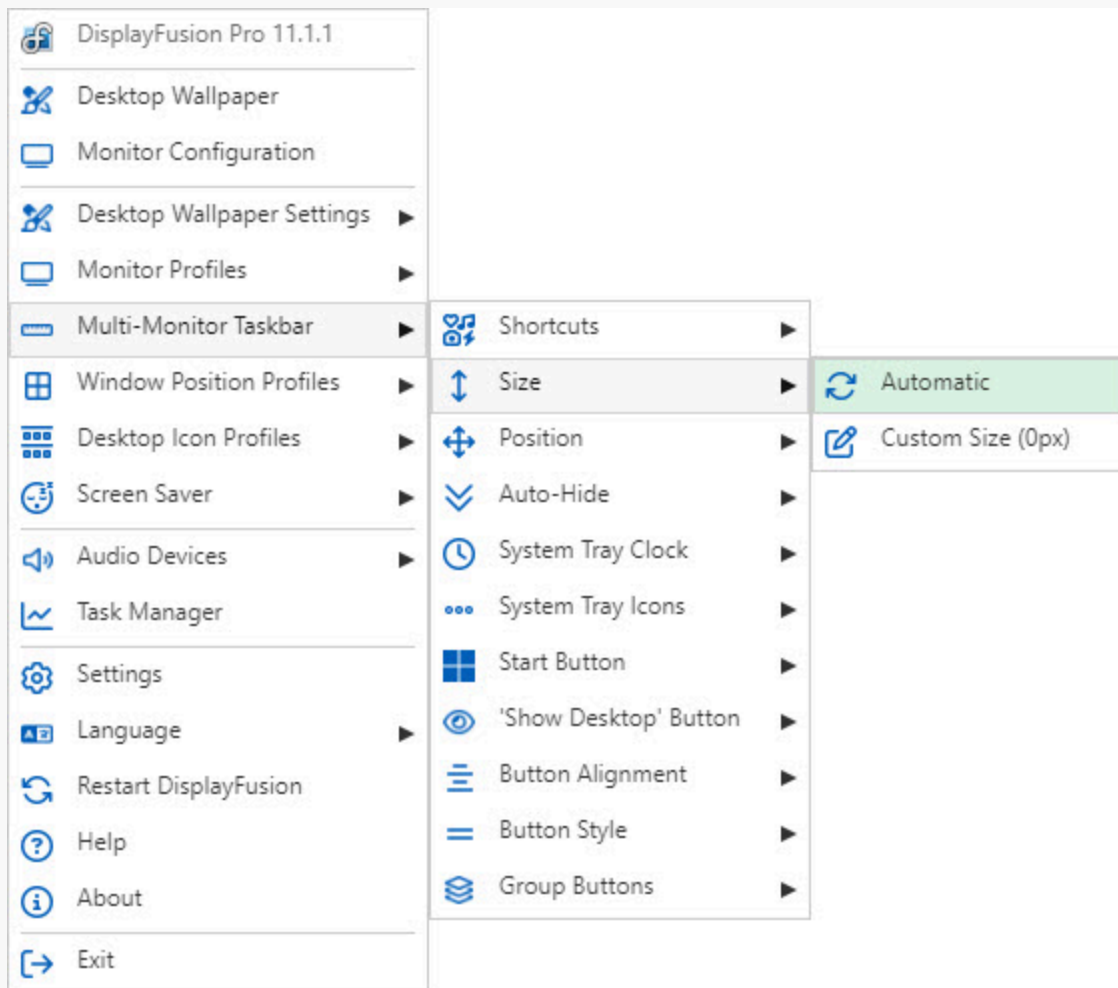 DisplayFusion Pro 11.1.1
Desktop Wallpaper
Monitor Configuration
Desktop Wallpaper Settings
Monitor Profiles
Multi-Monitor Taskbar
Window Position Profiles
Desktop Icon Profiles
Screen Saver
Audio Devices
Task Manager
Settings
Language
Restart DisplayFusion
Help
About
Exit
Shortcuts
Size
Position
Auto-Hide
System Tray Clock
System Tray Icons
Start Button
'Show Desktop' Button
Button Alignment
Button Style
Group Buttons
Automatic
Custom Size (0px)